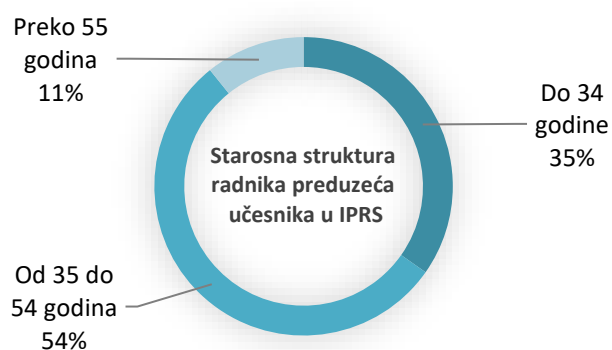 Preko 55
godina
11%
Do 34
godine
35%
Starosna struktura
radnika preduzeća
učesnika u IPRS
Od 35 do
54 godina
54%